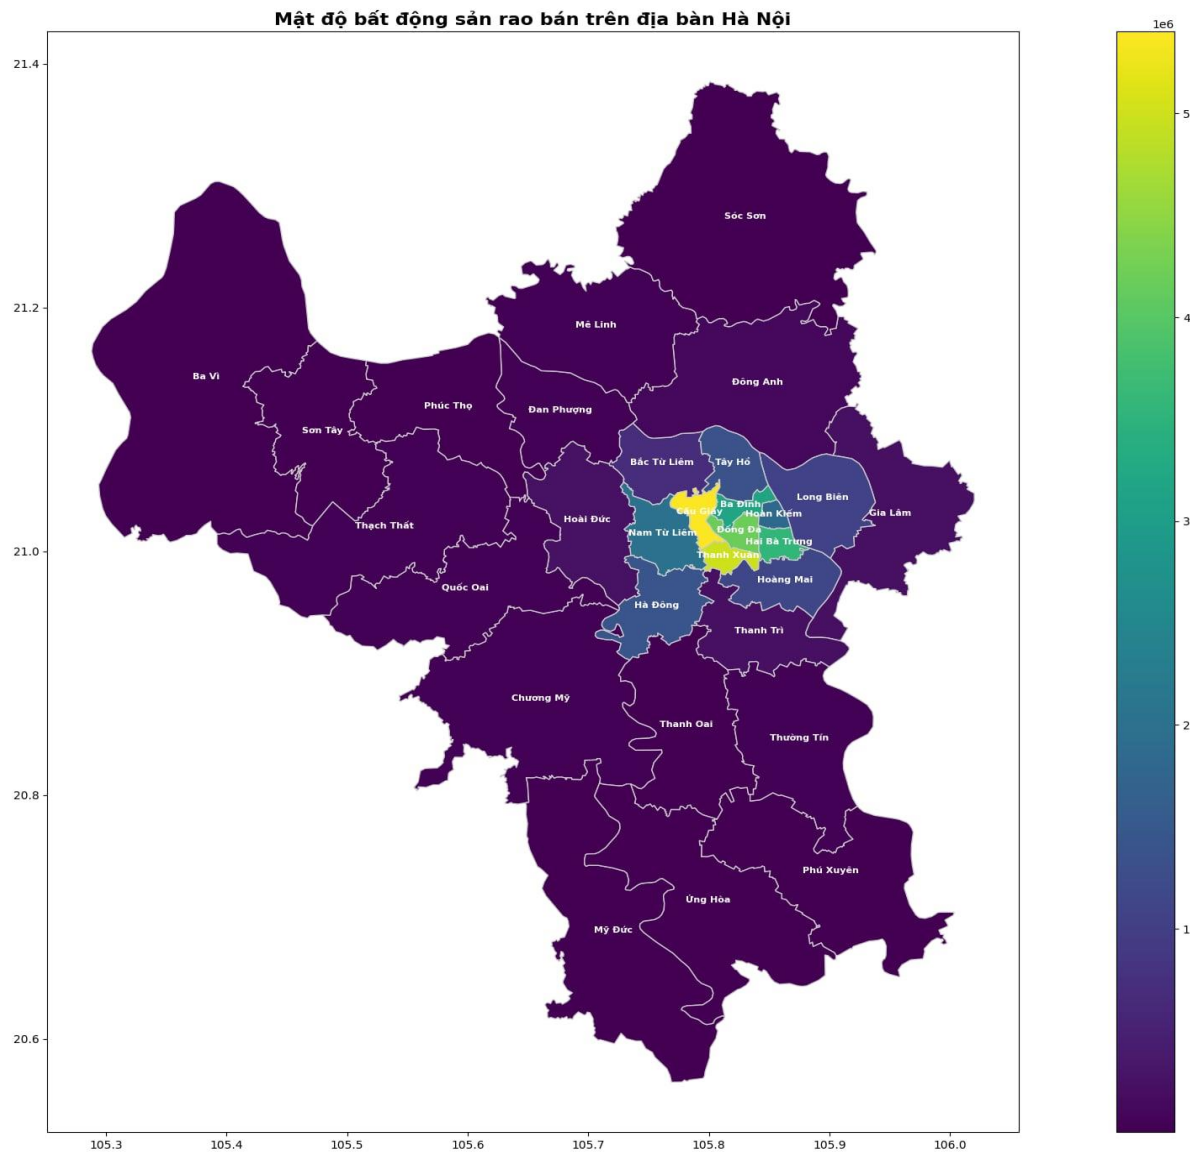 Mật độ bất động sản rao bán trên địa bàn Hà Nội
1e6
21.4
5
Sóc Sơn
4
21.2
Mê Linh
Ba Vì
Đông Anh
Phúc Thọ
Đan Phượng
Sơn Tây
Bắc Từ Liêm
Tây Hồ
Long Biên
Ba Đình
Cầu Giấy
Hoàn Kiếm
Gia Lâm
Hoài Đức
3
Thạch Thất
Nam Từ Liêm
Đống Đa
Hai Bà Trưng
21.0
Thanh Xuân
Quốc Oai
Hoàng Mai
Hà Đông
Thanh Trì
Chương Mỹ
Thanh Oai
2
Thường Tín
20.8
Phú Xuyên
Ứng Hòa
1
Mỹ Đức
20.6
105.3 105.4 105.5 105.6 105.7 105.8 105.9 106.0